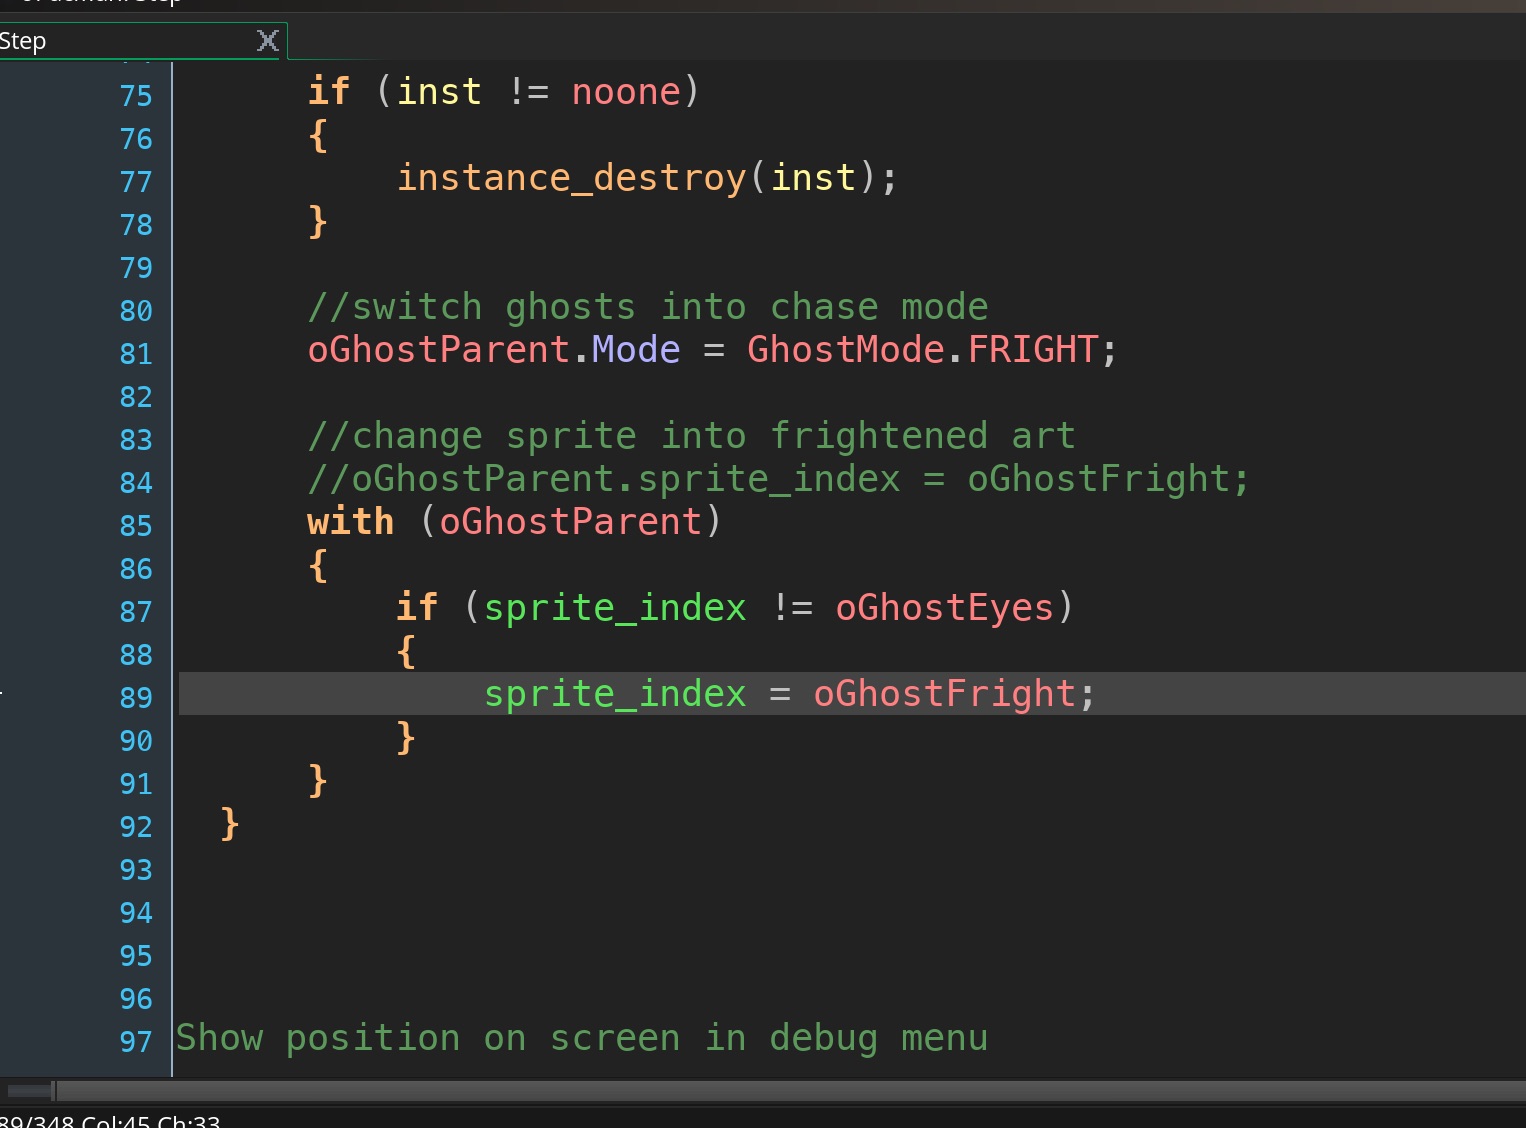 Step
75 if (inst != noone)
76 {
77 instance_destroy(inst);
78 }
79
80 //switch ghosts into chase mode
81 oGhostParent.Mode = GhostMode.FRIGHT;
82
83 //change sprite into frightened art
84 //oGhostParent.sprite_index = oGhostFright;
85 with (oGhostParent)
86 {
87 if (sprite_index != oGhostEyes)
88 {
89 sprite_index = oGhostFright;
90 }
91 }
92 }
93
94
95
96
97 Show position on screen in debug menu
89/348 Col:45 Ch:33